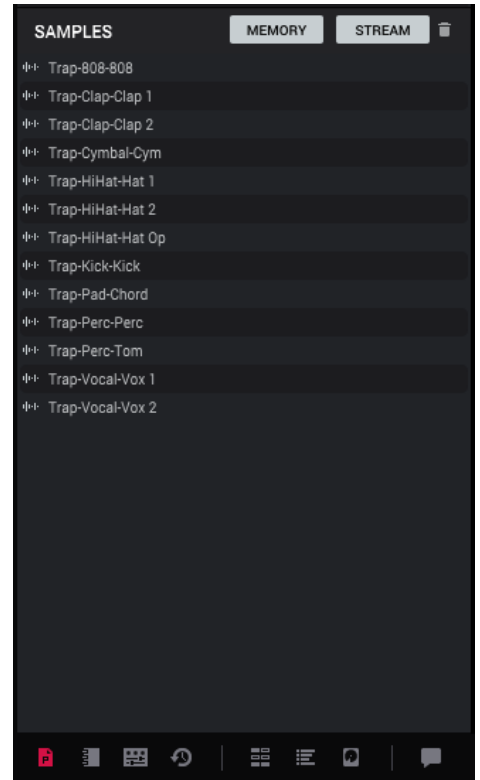 SAMPLES MEMORY STREAM
Trap-808-808
Trap-Clap-Clap 1
Trap-Clap-Clap 2
Trap-Cymbal-Cym
Trap-HiHat-Hat 1
Trap-HiHat-Hat 2
Trap-HiHat-Hat Op
Trap-Kick-Kick
Trap-Pad-Chord
Trap-Perc-Perc
Trap-Perc-Tom
Trap-Vocal-Vox 1
Trap-Vocal-Vox 2
P